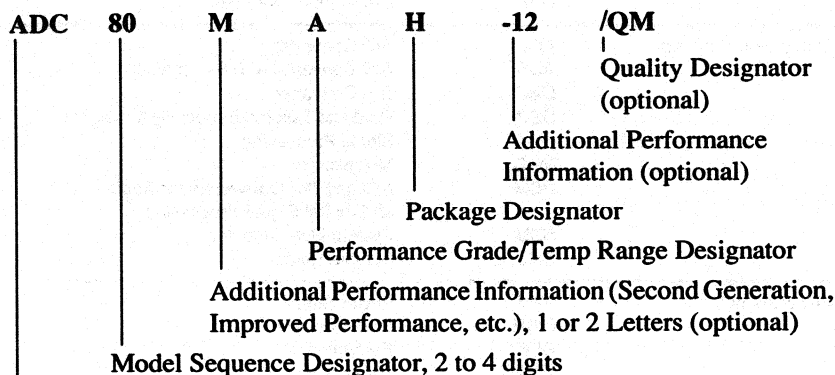 ADC 80 M A H -12 /QM
Quality Designator
(optional)
Additional Performance
Information (optional)
Package Designator
Performance Grade/Temp Range Designator
Additional Performance Information (Second Generation,
Improved Performance, etc.), 1 or 2 Letters (optional)
Model Sequence Designator, 2 to 4 digits